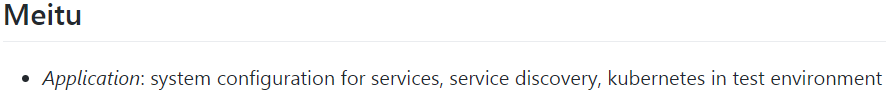 Meitu
• Application: system configuration for services, service discovery, kubernetes in test environment